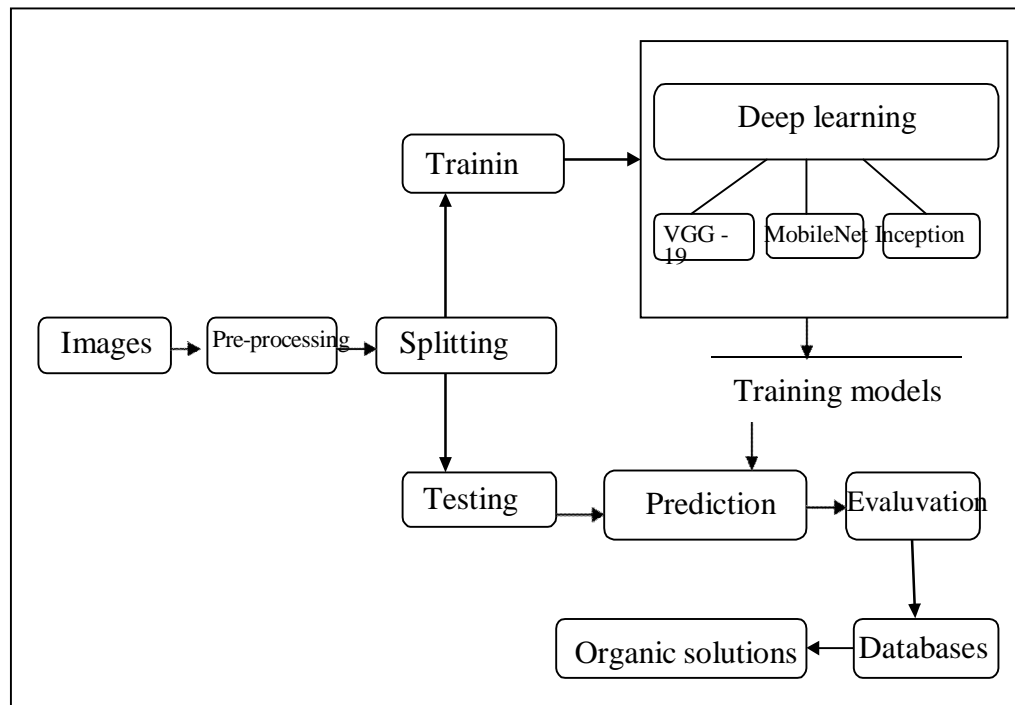 Deep learning
Trainin
VGG -
19
MobileNet
Inception
Images
Pre-processing
Splitting
Training models
Testing
Prediction
Evaluvation
Organic solutions
Databases